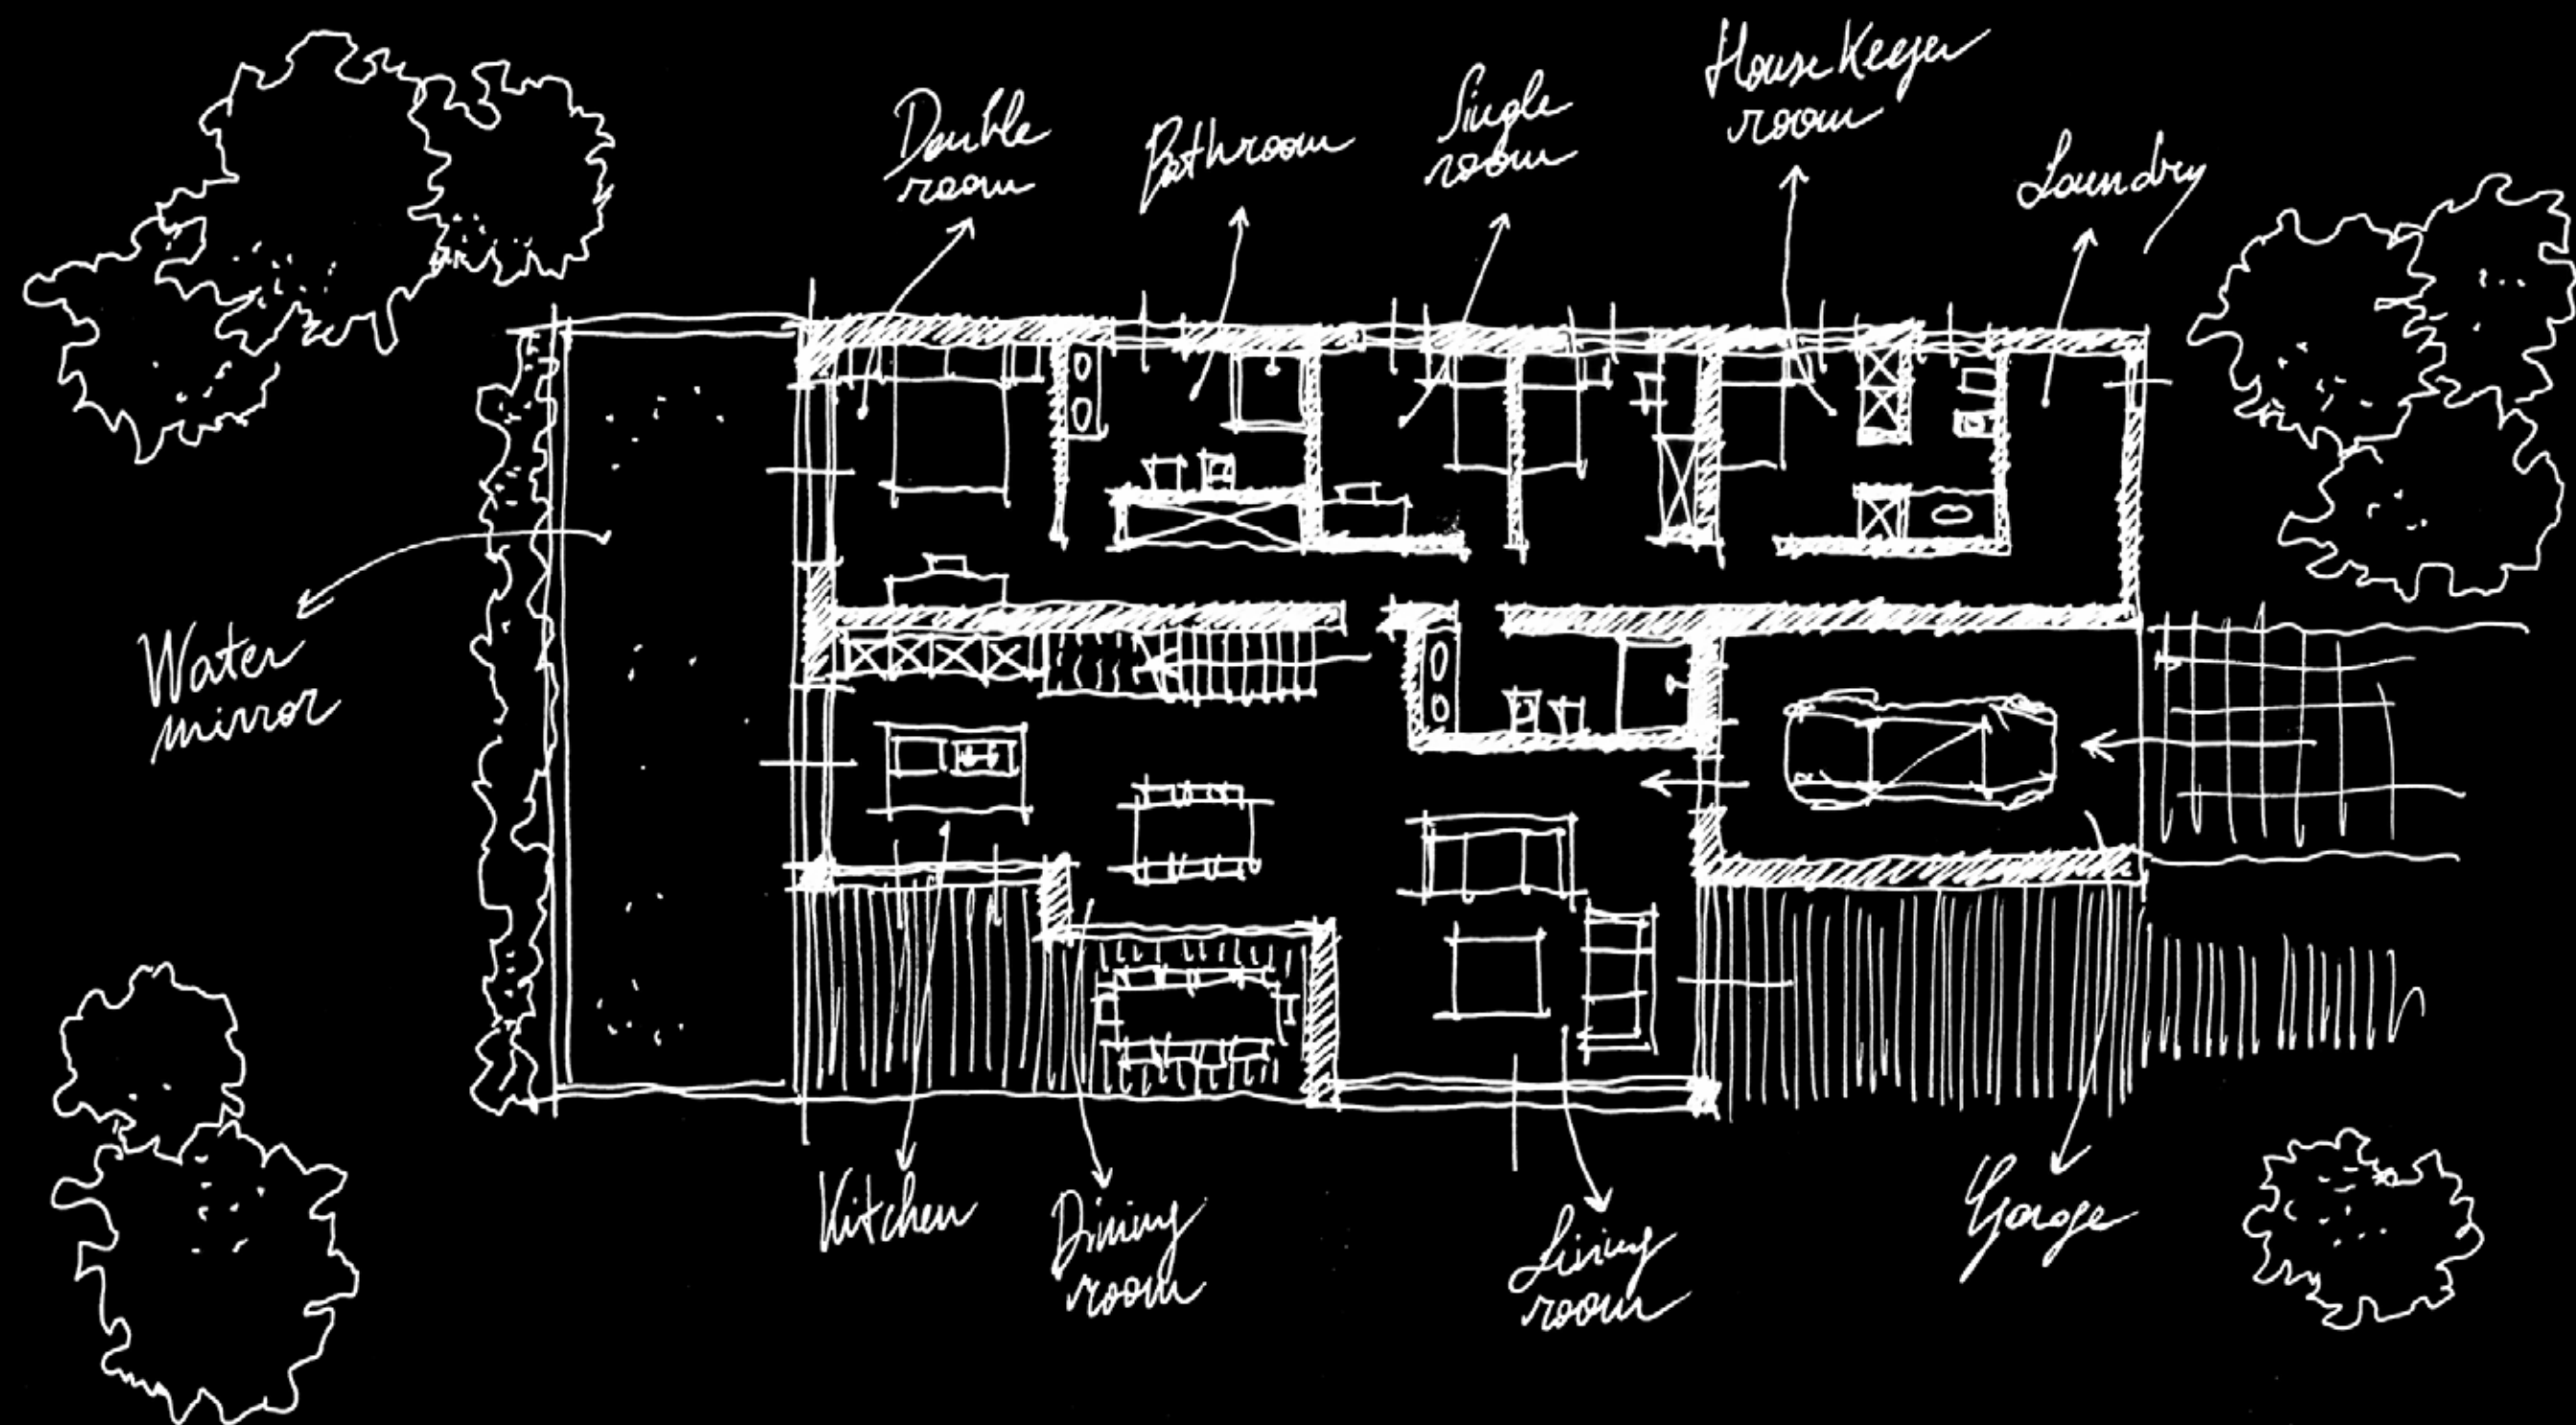 Double
room
Bathroom
Single
room
House Keeper
room
Laundry
Water
mirror
Kitchen
Dining
room
Living
room
Garage